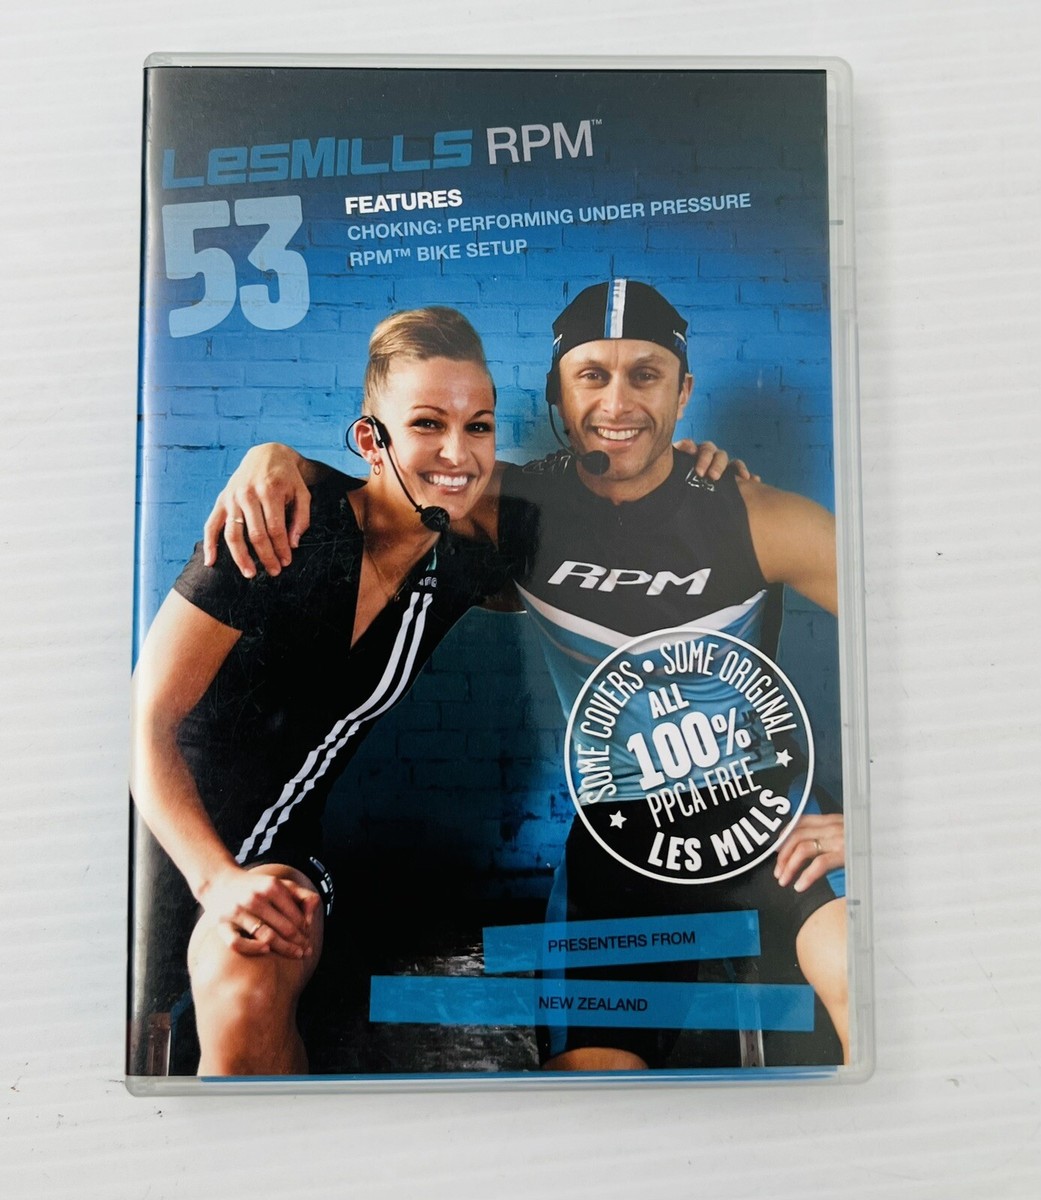 LesMILLS RPM™
53
FEATURES
CHOKING: PERFORMING UNDER PRESSURE
RPM™ BIKE SETUP
RPM
SOME COVERS • SOME ORIGINAL
ALL
100%
PPCA FREE
LES MILLS
PRESENTERS FROM
NEW ZEALAND